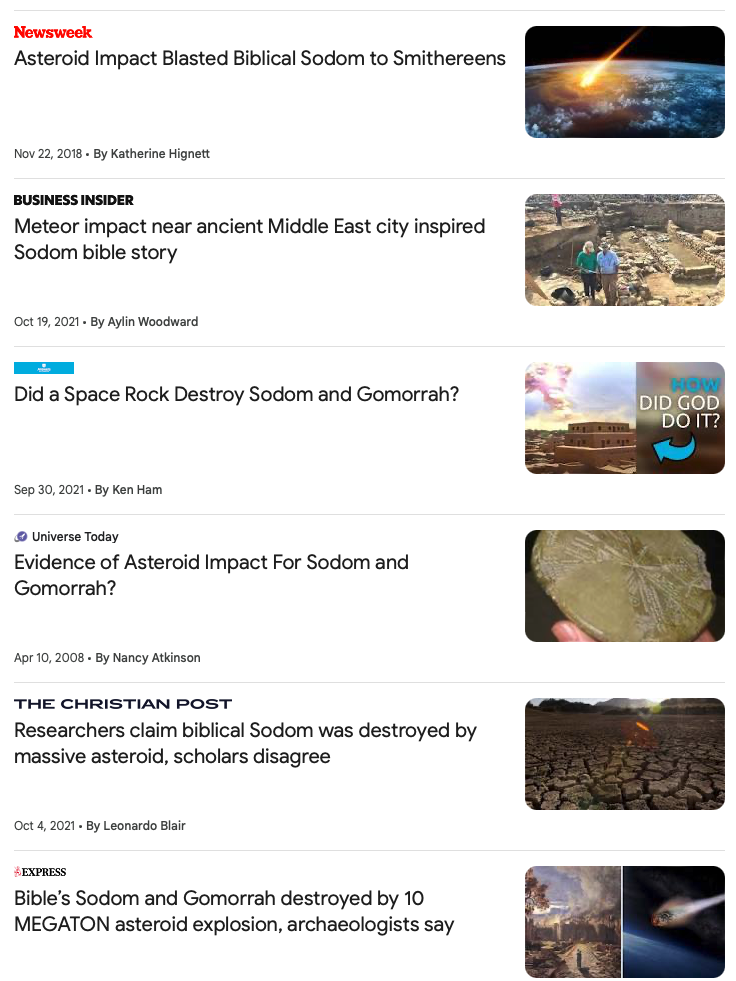 Newsweek
Asteroid Impact Blasted Biblical Sodom to Smithereens
Nov 22, 2018 • By Katherine Hignett
BUSINESS INSIDER
Meteor impact near ancient Middle East city inspired
Sodom bible story
Oct 19, 2021 • By Aylin Woodward
Did a Space Rock Destroy Sodom and Gomorrah?
HOW
DID GOD
DO IT?
Sep 30, 2021 • By Ken Ham
Universe Today
Evidence of Asteroid Impact For Sodom and
Gomorrah?
Apr 10, 2008 • By Nancy Atkinson
THE CHRISTIAN POST
Researchers claim biblical Sodom was destroyed by
massive asteroid, scholars disagree
Oct 4, 2021 • By Leonardo Blair
EXPRESS
Bible’s Sodom and Gomorrah destroyed by 10
MEGATON asteroid explosion, archaeologists say